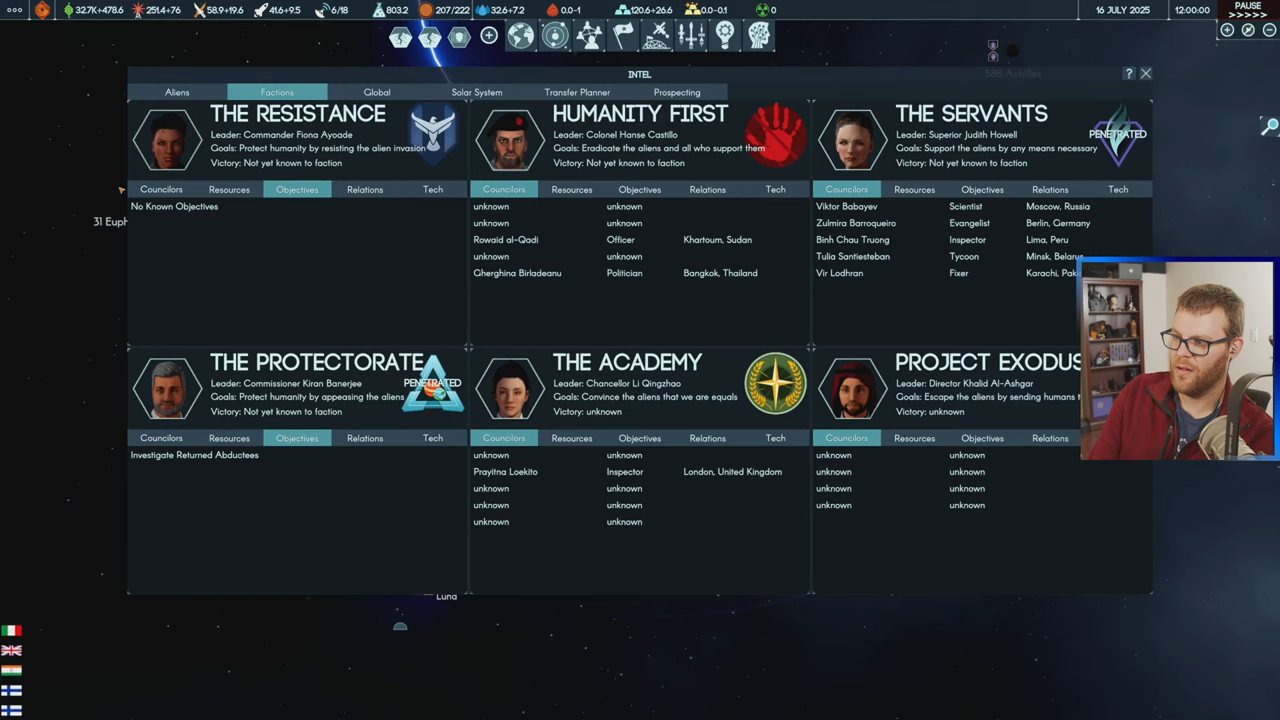 32.7K+478.6 251.4+76 58.9+19.6 41.6+9.5 6/18 803.2 207/222 32.6+7.2 0.0-1 120.6+26.6 0.0-0.1 0 16 JULY 2025 12:00:00 PAUSE
>>>>>
588 Achilles
INTEL
? X
Aliens Factions Global Solar System Transfer Planner Prospecting
THE RESISTANCE
Leader: Commander Fiona Ayoade
Goals: Protect humanity by resisting the alien invasion
Victory: Not yet known to faction
Councilors Resources Objectives Relations Tech
No Known Objectives
31 Euph
HUMANITY FIRST
Leader: Colonel Hanse Castillo
Goals: Eradicate the aliens and all who support them
Victory: Not yet known to faction
Councilors Resources Objectives Relations Tech
unknown unknown
unknown unknown
Rowaid al-Qadi Officer Khartoum, Sudan
unknown unknown
Gherghina Birladeanu Politician Bangkok, Thailand
THE SERVANTS
PENETRATED
Leader: Superior Judith Howell
Goals: Support the aliens by any means necessary
Victory: Not yet known to faction
Councilors Resources Objectives Relations Tech
Viktor Babayev Scientist Moscow, Russia
Zulmira Barroqueiro Evangelist Berlin, Germany
Binh Chau Truong Inspector Lima, Peru
Tulia Santiesteban Tycoon Minsk, Belarus
Vir Lodhran Fixer Karachi, Paki
THE PROTECTORATE
PENETRATED
Leader: Commissioner Kiran Banerjee
Goals: Protect humanity by appeasing the aliens
Victory: Not yet known to faction
Councilors Resources Objectives Relations Tech
Investigate Returned Abductees
THE ACADEMY
Leader: Chancellor Li Qingzhao
Goals: Convince the aliens that we are equals
Victory: unknown
Councilors Resources Objectives Relations Tech
unknown unknown
Prayitna Loekito Inspector London, United Kingdom
unknown unknown
unknown unknown
unknown unknown
PROJECT EXODUS
Leader: Director Khalid Al-Ashgar
Goals: Escape the aliens by sending humans t
Victory: unknown
Councilors Resources Objectives Relations
unknown unknown
unknown unknown
unknown unknown
unknown unknown
Luna